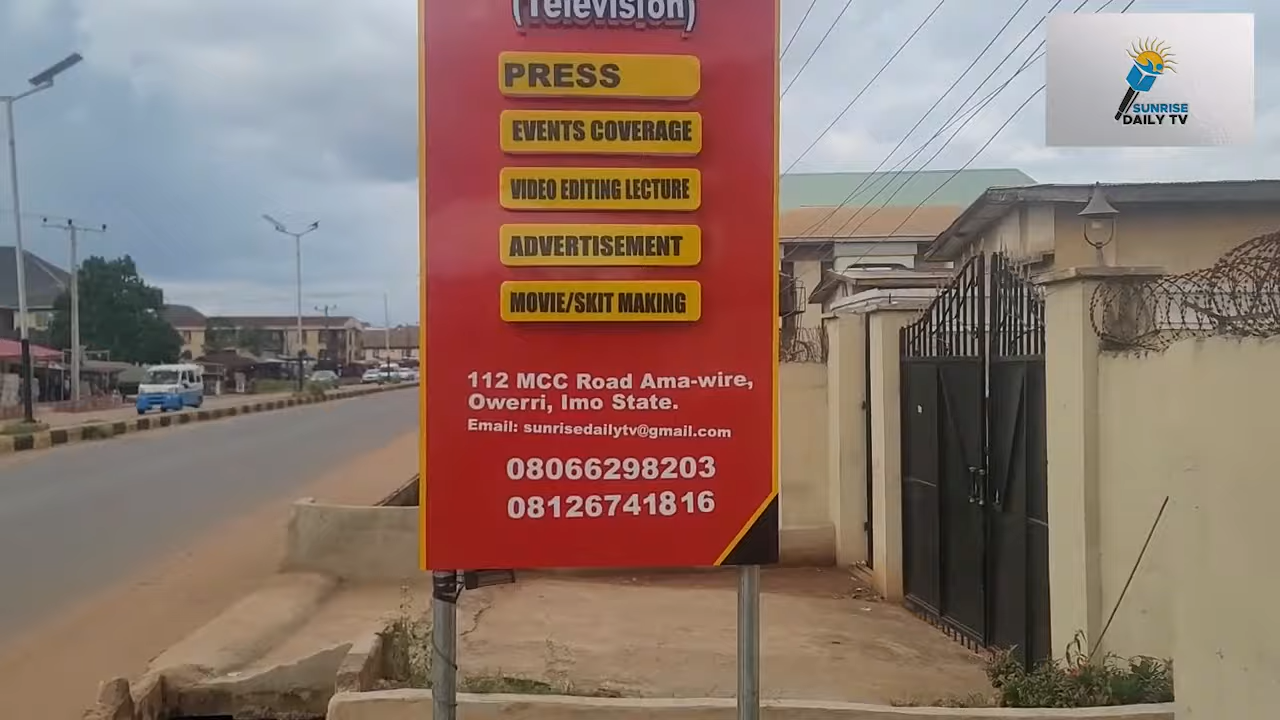 (Television)
PRESS
EVENTS COVERAGE
VIDEO EDITING LECTURE
ADVERTISEMENT
MOVIE/SKIT MAKING
112 MCC Road Ama-wire,
Owerri, Imo State.
Email: sunrisedailytv@gmail.com
08066298203
08126741816
SUNRISE
DAILY TV